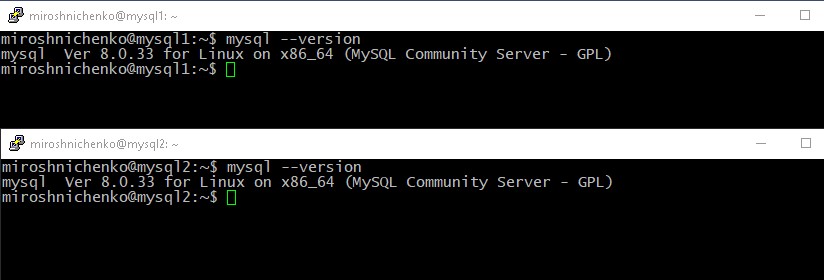 miroshnichenko@mysql1: ~
miroshnichenko@mysql1:~$ mysql --version
mysql  Ver 8.0.33 for Linux on x86_64 (MySQL Community Server - GPL)
miroshnichenko@mysql1:~$
miroshnichenko@mysql2: ~
miroshnichenko@mysql2:~$ mysql --version
mysql  Ver 8.0.33 for Linux on x86_64 (MySQL Community Server - GPL)
miroshnichenko@mysql2:~$